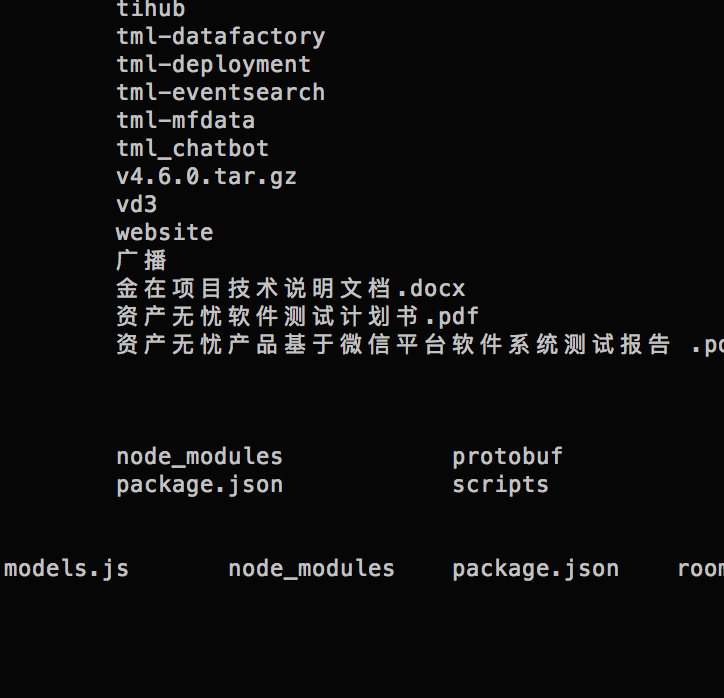 tihub
tml-datafactory
tml-deployment
tml-eventsearch
tml-mfdata
tml_chatbot
v4.6.0.tar.gz
vd3
website
广播
金在项目技术说明文档.docx
资产无忧软件测试计划书.pdf
资产无忧产品基于微信平台软件系统测试报告 .pd
node_modules protobuf
package.json scripts
models.js node_modules package.json room